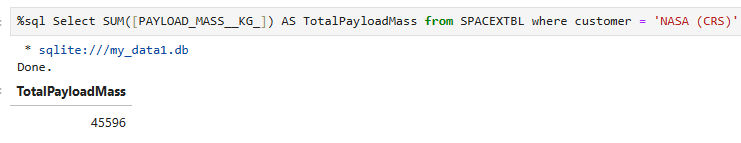 %sql Select SUM([PAYLOAD_MASS__KG_]) AS TotalPayloadMass from SPACEXTBL where customer = 'NASA (CRS)'
* sqlite:///my_data1.db
Done.
TotalPayloadMass
45596